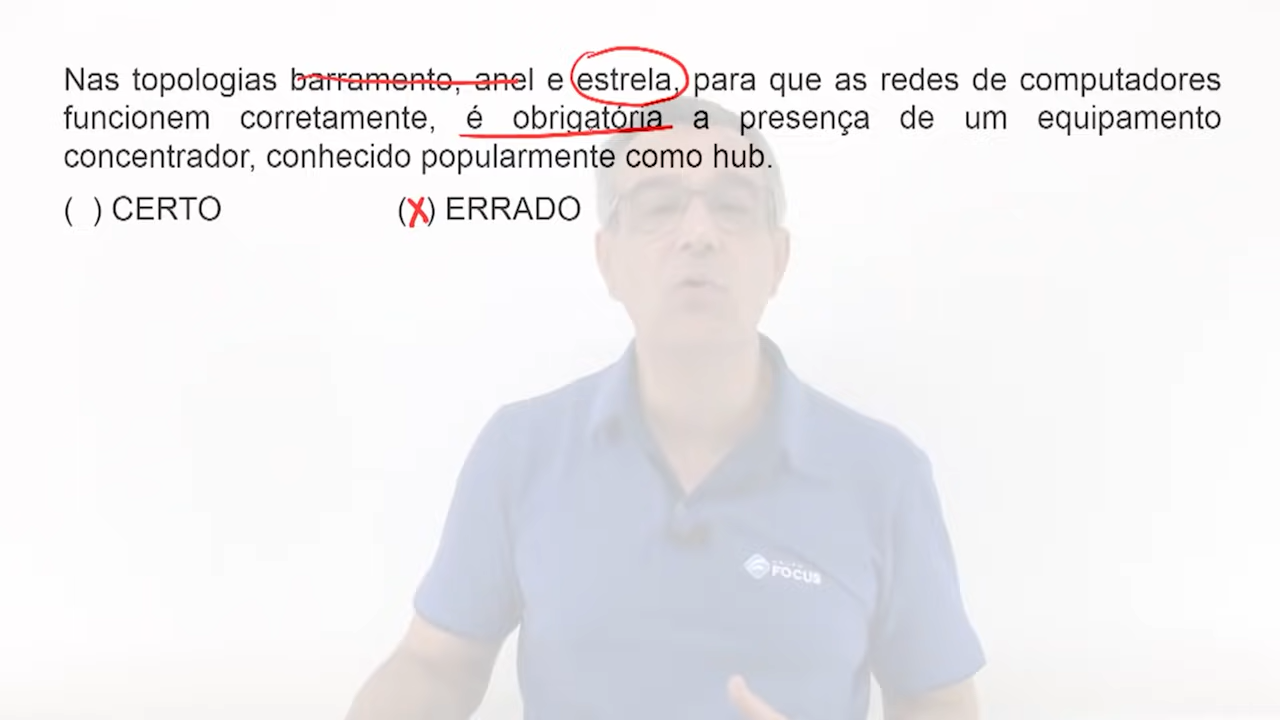 Nas topologias barramento, anel e estrela, para que as redes de computadores
funcionem corretamente, é obrigatória a presença de um equipamento
concentrador, conhecido popularmente como hub.
( ) CERTO (X) ERRADO
FOCUS